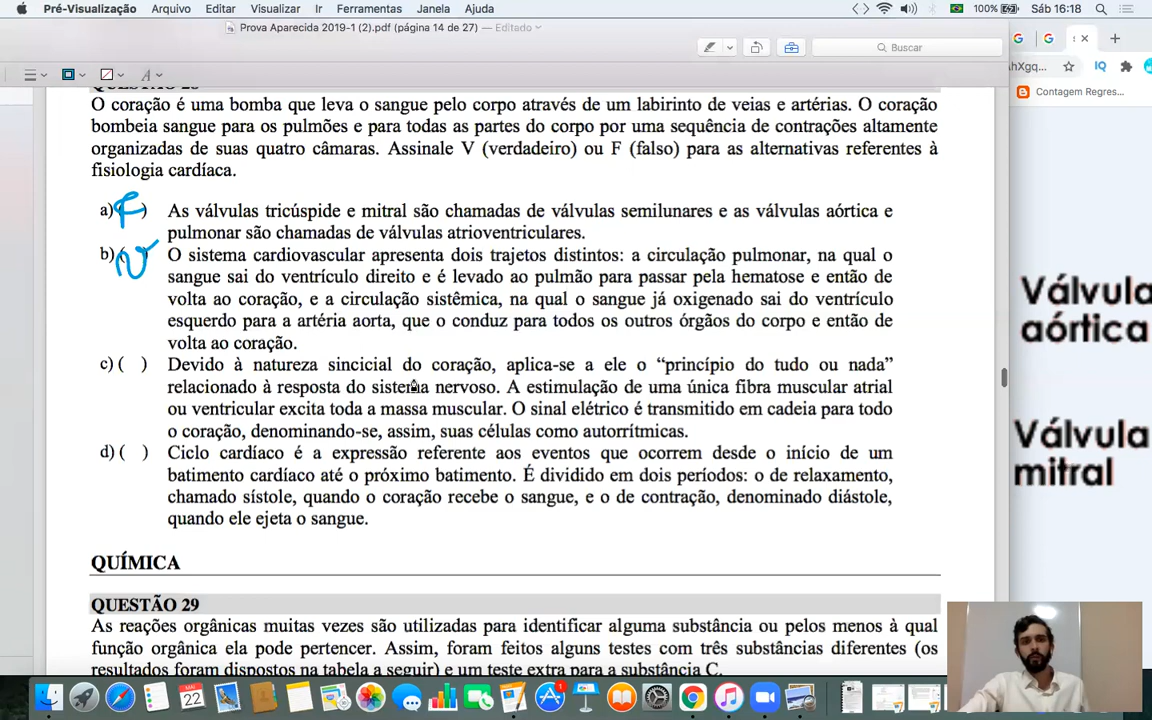 Pré-Visualização Arquivo Editar Visualizar Ir Ferramentas Janela Ajuda 100% Sáb 16:18
Prova Aparecida 2019-1 (2).pdf (página 14 de 27) — Editado
Buscar
AhXgq...
IQ
Contagem Regres...
O coração é uma bomba que leva o sangue pelo corpo através de um labirinto de veias e artérias. O coração
bombeia sangue para os pulmões e para todas as partes do corpo por uma sequência de contrações altamente
organizadas de suas quatro câmaras. Assinale V (verdadeiro) ou F (falso) para as alternativas referentes à
fisiologia cardíaca.
a) (F) As válvulas tricúspide e mitral são chamadas de válvulas semilunares e as válvulas aórtica e
pulmonar são chamadas de válvulas atrioventriculares.
b) (V) O sistema cardiovascular apresenta dois trajetos distintos: a circulação pulmonar, na qual o
sangue sai do ventrículo direito e é levado ao pulmão para passar pela hematose e então de
volta ao coração, e a circulação sistêmica, na qual o sangue já oxigenado sai do ventrículo
esquerdo para a artéria aorta, que o conduz para todos os outros órgãos do corpo e então de
volta ao coração.
c) ( ) Devido à natureza sincicial do coração, aplica-se a ele o “princípio do tudo ou nada”
relacionado à resposta do sistema nervoso. A estimulação de uma única fibra muscular atrial
ou ventricular excita toda a massa muscular. O sinal elétrico é transmitido em cadeia para todo
o coração, denominando-se, assim, suas células como autorrítmicas.
d) ( ) Ciclo cardíaco é a expressão referente aos eventos que ocorrem desde o início de um
batimento cardíaco até o próximo batimento. É dividido em dois períodos: o de relaxamento,
chamado sístole, quando o coração recebe o sangue, e o de contração, denominado diástole,
quando ele ejeta o sangue.
QUÍMICA
QUESTÃO 29
As reações orgânicas muitas vezes são utilizadas para identificar alguma substância ou pelos menos à qual
função orgânica ela pode pertencer. Assim, foram feitos alguns testes com três substâncias diferentes (os
resultados foram dispostos na tabela a seguir) e um teste extra para a substância C.
Válvula
aórtica
Válvula
mitral